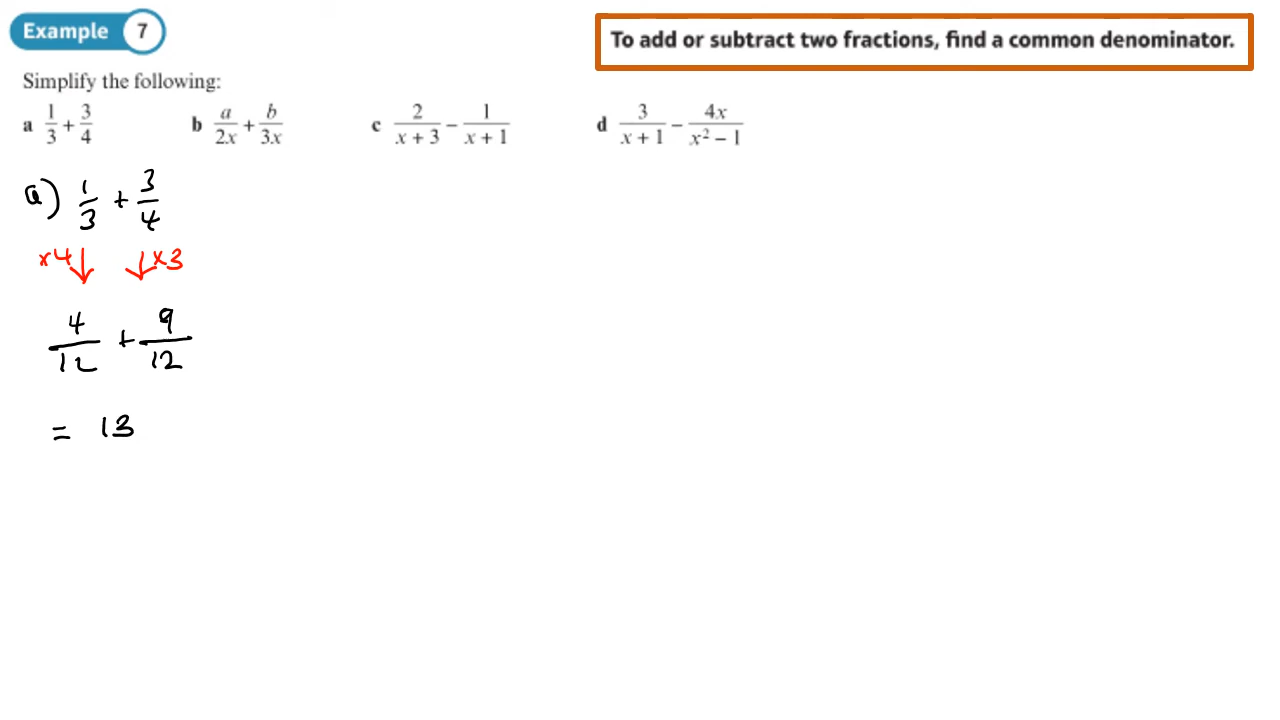 Example 7
To add or subtract two fractions, find a common denominator.
Simplify the following:
a 1/3 + 3/4 b a/2x + b/3x c 2/(x + 3) − 1/(x + 1) d 3/(x + 1) − 4x/(x² − 1)
a) 1/3 + 3/4
×4 ×3
4/12 + 9/12
= 13